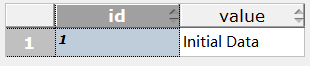 id value
1 1 Initial Data